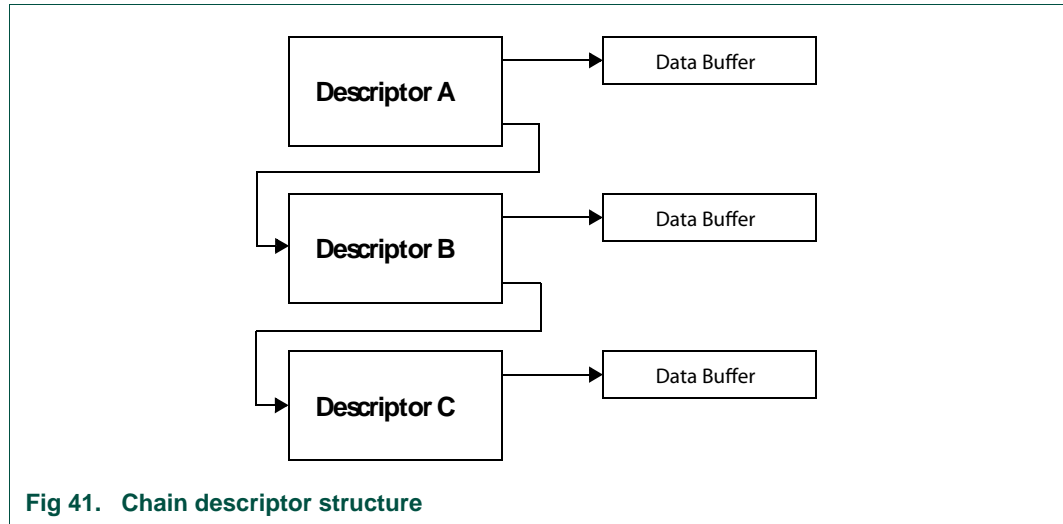 Descriptor A
Data Buffer
Descriptor B
Data Buffer
Descriptor C
Data Buffer
Fig 41. Chain descriptor structure